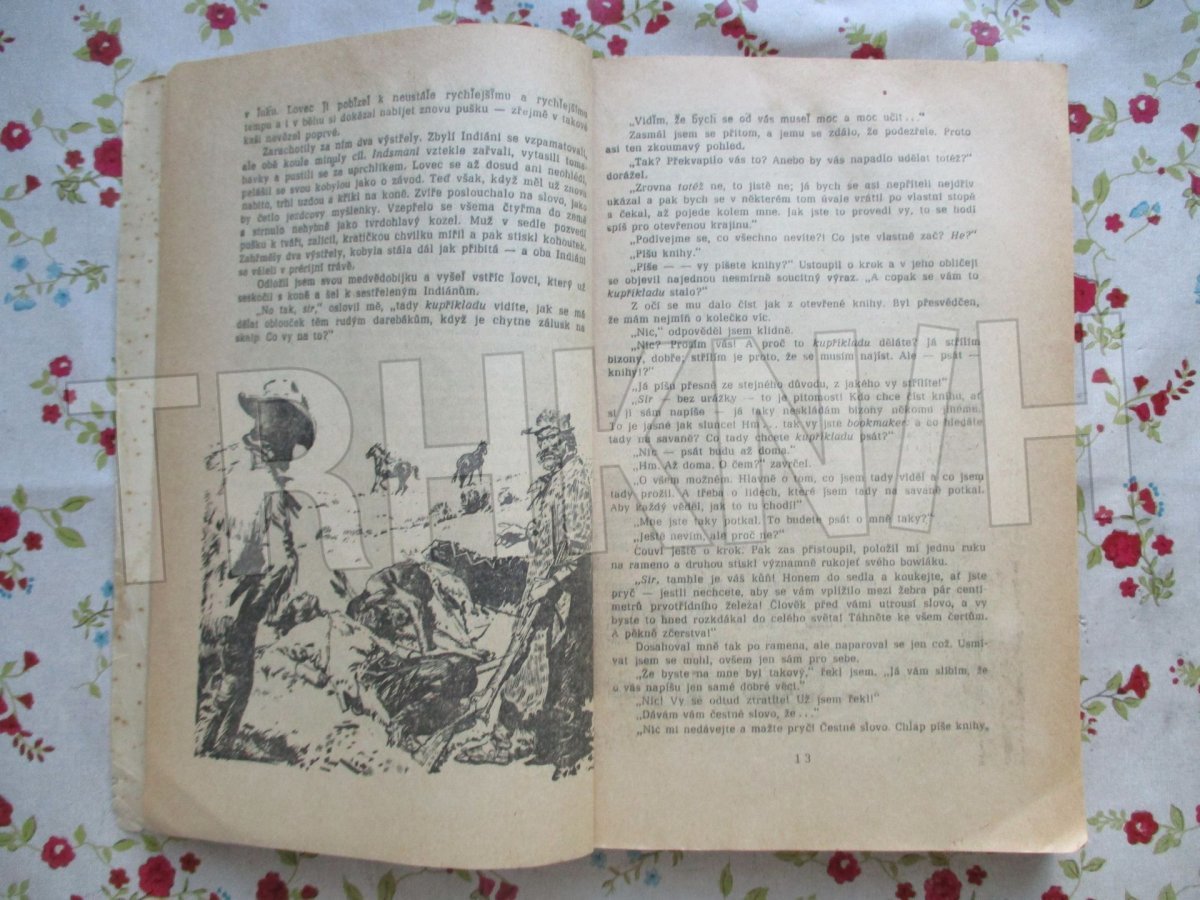 v luku. Lovec ji pobízel k neustále rychlejšímu a rychlejšímu
tempu a i v běhu si dokázal nabíjet znovu pušku — zřejmě v takové
kaši nevězel poprvé.
Zarachotily za ním dva výstřely. Zbylí Indiáni se vzpamatovali,
ale obě koule minuly cíl. Indsmani vztekle zařvali, vytasili toma-
havky a pustili se za uprchlíkem. Lovec se až dosud ani neohlédl,
pelášil se svou kobylou jako o závod. Teď však, když měl už znovu
nabito, trhl uzdou a křikl na koně. Zvíře poslouchalo na slovo, jako
by četlo jezdcovy myšlenky. Vzepřelo se všema čtyřma do země
a strnulo nehybně jako tvrdohlavý kozel. Muž v sedle pozvedl
pušku k tváři, zalícil, kratičkou chvilku mířil a pak stiskl kohoutek.
Zahřměly dva výstřely, kobyla stála dál jak přibitá — a oba Indiáni
se váleli v prérijní trávě.
Odložil jsem svou medvědobijku a vyšel vstříc lovci, který už
seskočil s koně a šel k sestřeleným Indiánům.
„No tak, sir,“ oslovil mě, „tady kupříkladu vidíte, jak se má
dělat oblouček těm rudým darebákům, když je chytne zálusk na
skalp. Co vy na to?“
„Vidím, že bych se od vás musel moc a moc učit...“
Zasmál jsem se přitom, a jemu se zdálo, že podezřele. Proto
asi ten zkoumavý pohled.
„Tak? Překvapilo vás to? Anebo by vás napadlo udělat totéž?“
dorážel.
„Zrovna totéž ne, to jistě ne; já bych se asi nepříteli nejdřív
ukázal a pak bych se v některém tom úvale vrátil po vlastní stopě
a čekal, až pojede kolem mne. Jak jste to provedl vy, to se hodí
spíš pro otevřenou krajinu.“
„Podívejme se, co všechno nevíte?! Co jste vlastně zač? He?“
„Píšu knihy.“
„Píše — — vy píšete knihy?“ Ustoupil o krok a v jeho obličeji
se objevil najednou nesmírně soucitný výraz. „A copak se vám to
kupříkladu stalo?“
Z očí se mu dalo číst jak z otevřené knihy. Byl přesvědčen,
že mám nejmíň o kolečko víc.
„Nic,“ odpověděl jsem klidně.
„Nic? Prosím vás! A proč to kupříkladu děláte? Já střílím
bizony, dobře; střílím je proto, že se musím najíst. Ale — psát —
knihy!?“
„Já píšu přesně ze stejného důvodu, z jakého vy střílíte!“
„Sir — bez urážky — to je pitomost! Kdo chce číst knihu, ať
si ji sám napíše — já taky neskládám bizony někomu jinému.
To je jasné jak slunce! Hm... tak vy jste bookmaker a co hledáte
tady na savaně? Co tady chcete kupříkladu psát?“
„Nic — psát budu až doma.“
„Hm. Až doma. O čem?“ zavrčel.
„O všem možném. Hlavně o tom, co jsem tady viděl a co jsem
tady prožil. A třeba o lidech, které jsem tady na savaně potkal.
Aby každý věděl, jak to tu chodí!“
„Mne jste taky potkal. To budete psát o mně taky?“
„Ještě nevím, ale proč ne?“
Couvl ještě o krok. Pak zas přistoupil, položil mi jednu ruku
na rameno a druhou stiskl významně rukojeť svého bowiáku.
„Sir, tamhle je váš kůň! Honem do sedla a koukejte, ať jste
pryč — jestli nechcete, aby se vám vplížilo mezi žebra pár centi-
metrů prvotřídního železa! Člověk před vámi utrousí slovo, a vy
byste to hned rozkdákal do celého světa! Táhněte ke všem čertům.
A pěkně zčerstva!“
Dosahoval mně tak po ramena, ale naparoval se jen což. Usmí-
vat jsem se mohl, ovšem jen sám pro sebe.
„Že byste na mne byl takový,“ řekl jsem. „Já vám slíbím, že
o vás napíšu jen samé dobré věci.“
„Nic! Vy se odtud ztratíte! Už jsem řekl!“
„Dávám vám čestné slovo, že...“
„Nic mi nedávejte a mažte pryč! Čestné slovo. Chlap píše knihy,
13
TRHKNIH